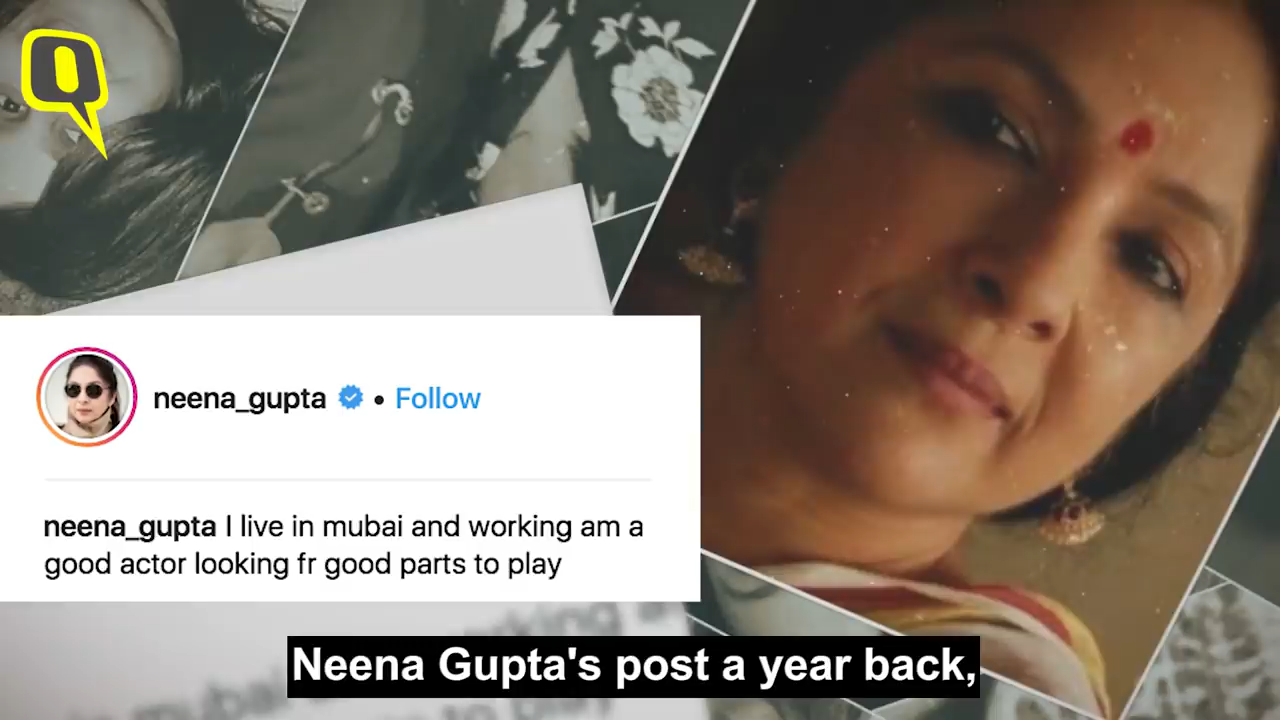 Q
neena_gupta • Follow
neena_gupta I live in mubai and working am a
good actor looking fr good parts to play
Neena Gupta's post a year back,